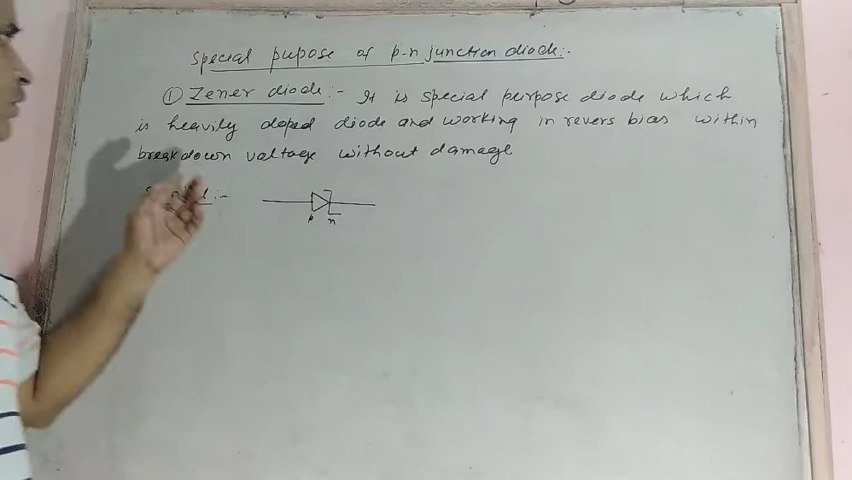 special pupose of p-n junction diode:.
① Zener diode:- It is special purpose diode which
is heavily doped diode and working in revers bias within
breakdown voltage without damage
:-
p n